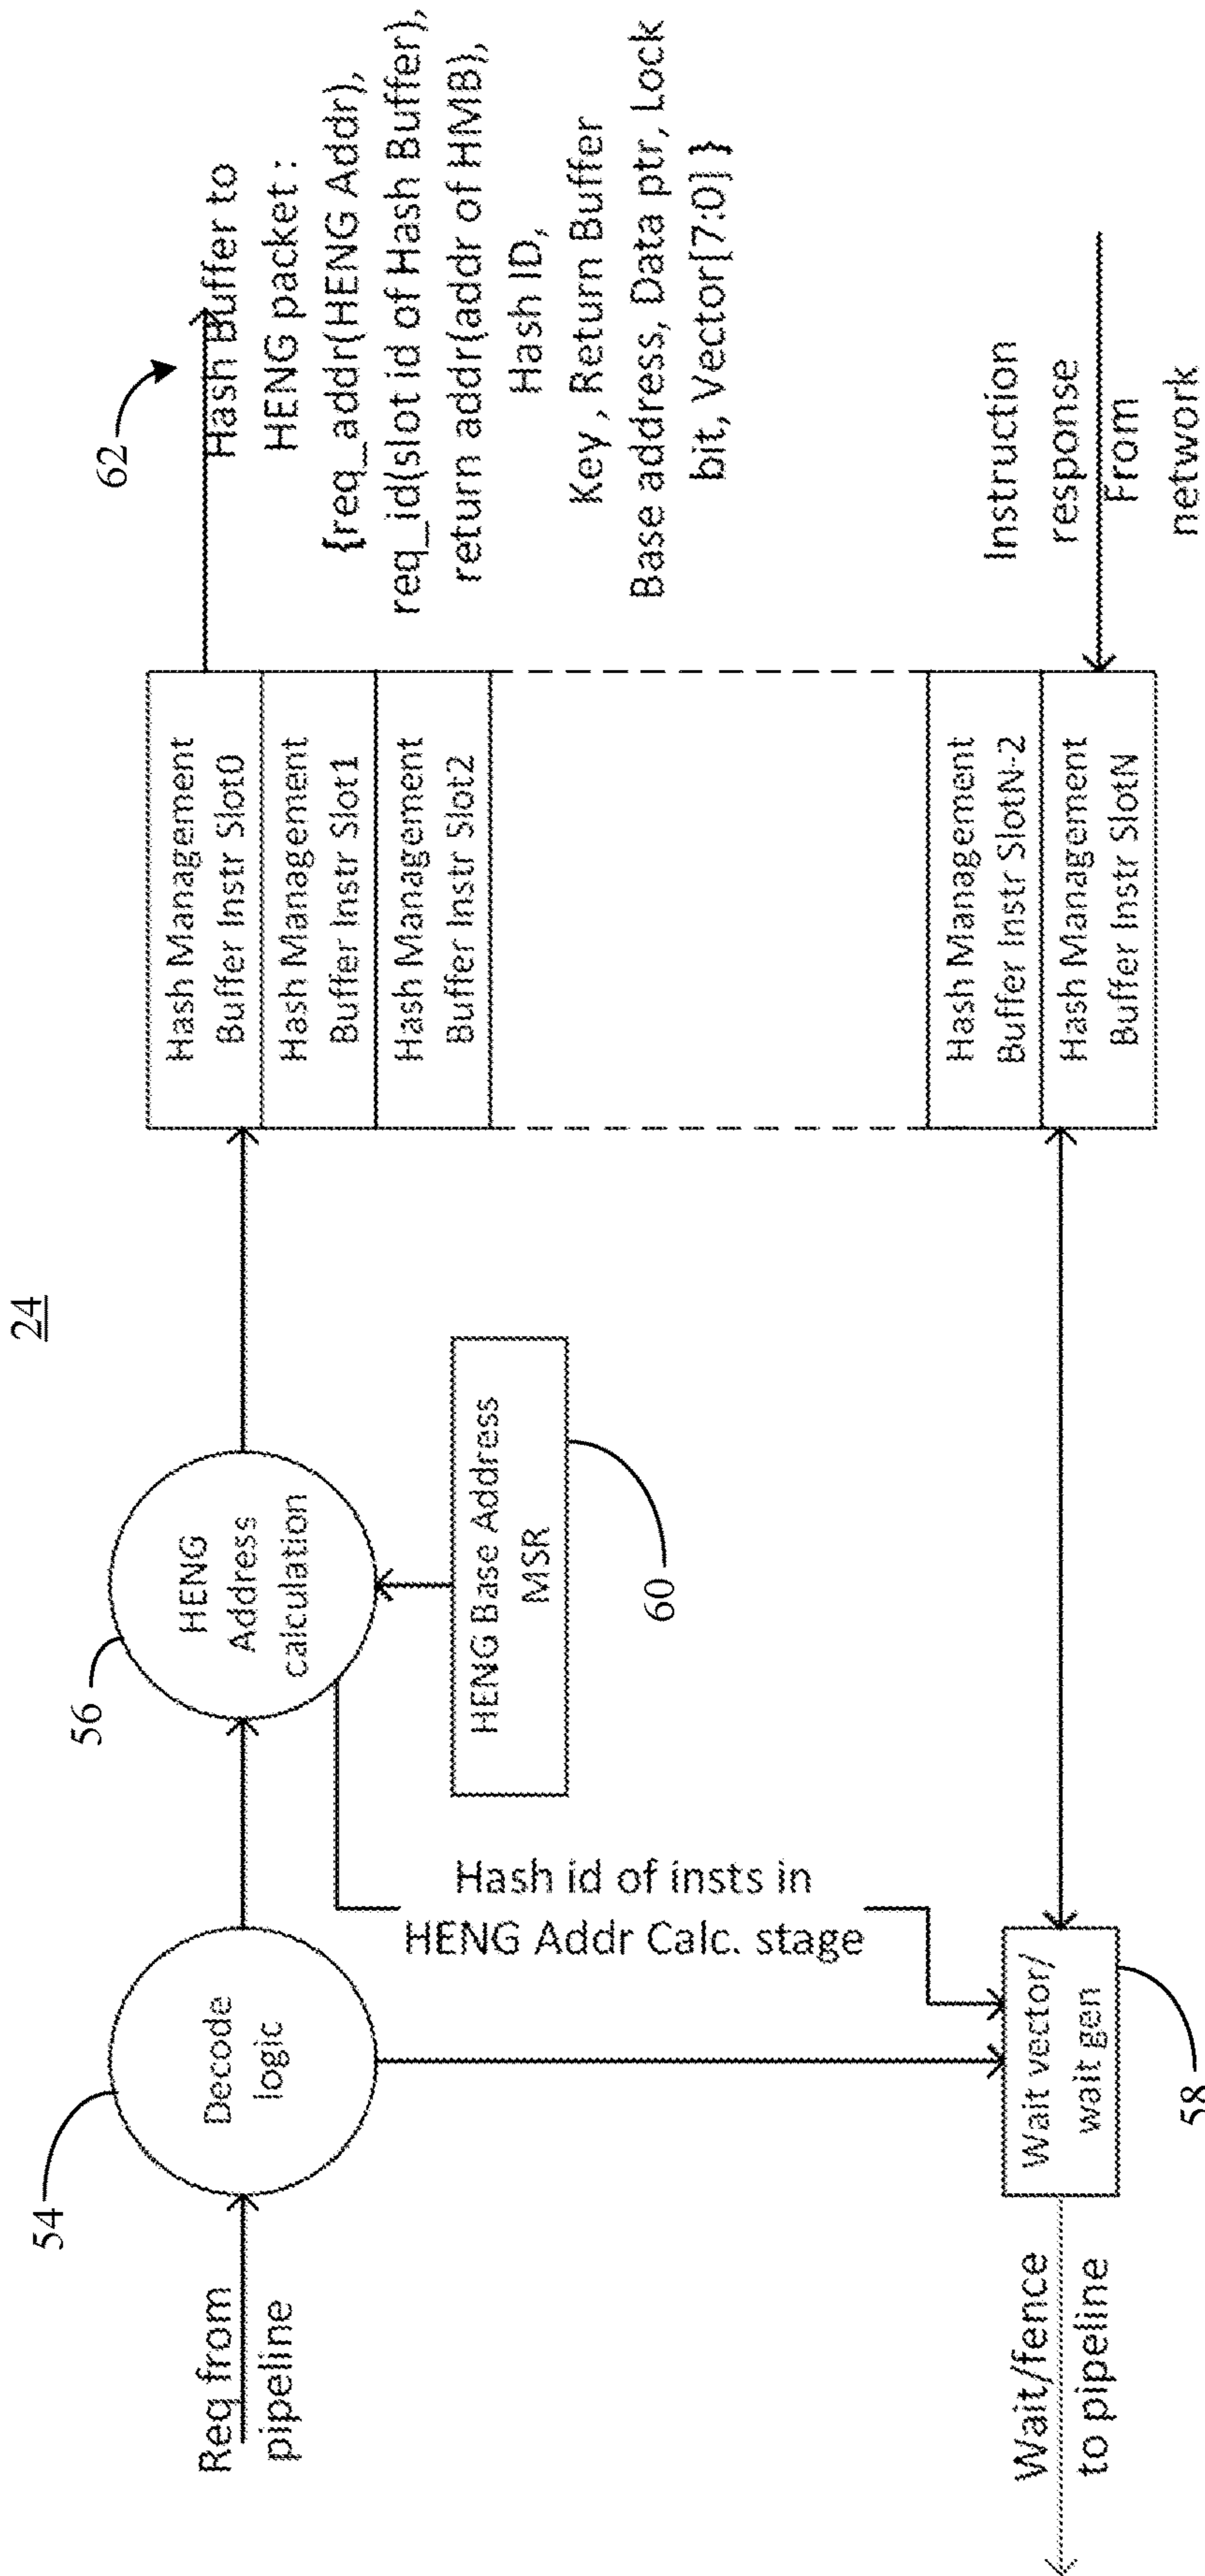 24
62
Hash Buffer to
HENG packet :
{req_addr(HENG Addr),
req_id(slot id of Hash Buffer),
return addr(addr of HMB),
Hash ID,
Key , Return Buffer
Base address, Data ptr, Lock
bit, Vector[7:0] }
54
56
Req from
pipeline
Decode
logic
HENG
Address
calculation
Hash Management
Buffer Instr Slot0
Hash Management
Buffer Instr Slot1
Hash Management
Buffer Instr Slot2
HENG Base Address
MSR
60
Hash id of insts in
HENG Addr Calc. stage
Hash Management
Buffer Instr SlotN-2
Hash Management
Buffer Instr SlotN
Instruction
response
From
network
Wait/fence
to pipeline
Wait vector/
wait gen
58